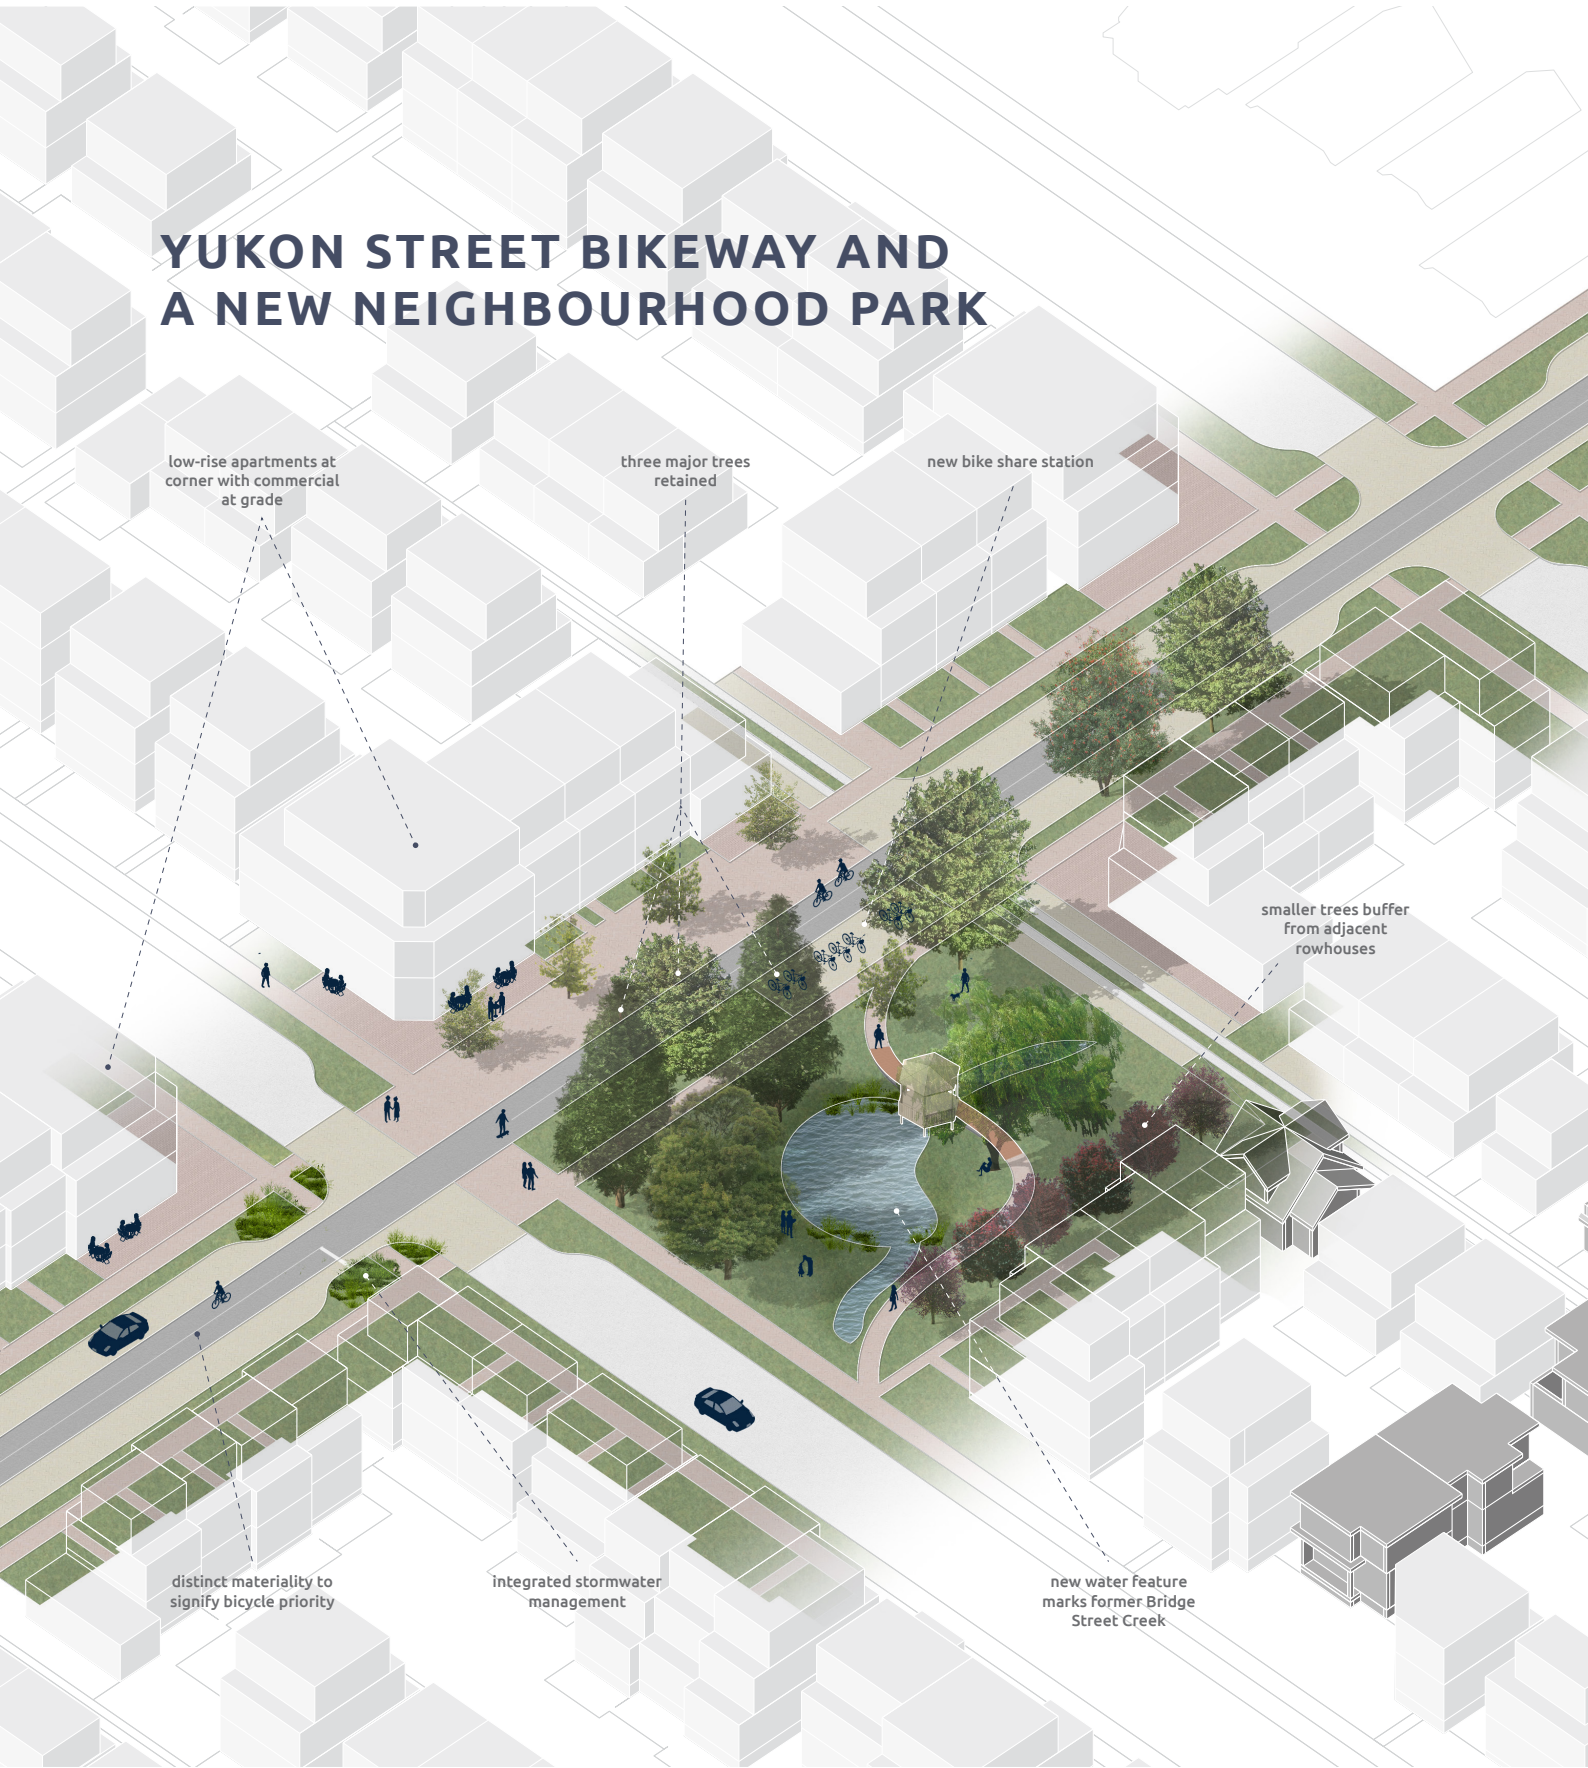 YUKON STREET BIKEWAY AND
A NEW NEIGHBOURHOOD PARK
low-rise apartments at
corner with commercial
at grade
three major trees
retained
new bike share station
smaller trees buffer
from adjacent
rowhouses
distinct materiality to
signify bicycle priority
integrated stormwater
management
new water feature
marks former Bridge
Street Creek